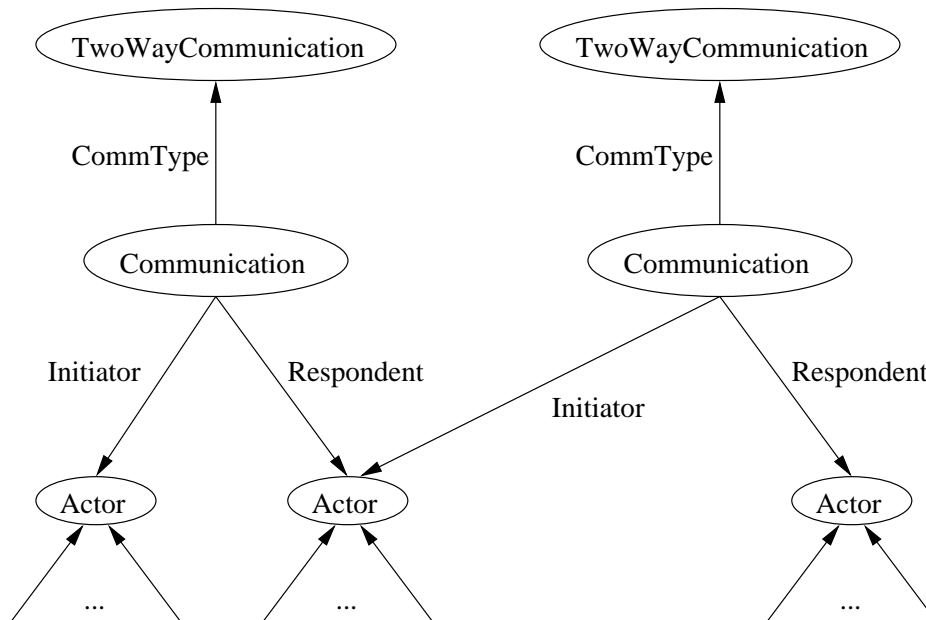 TwoWayCommunication
TwoWayCommunication
CommType
CommType
Communication
Communication
Initiator
Respondent
Initiator
Respondent
Actor
Actor
Actor
...
...
...